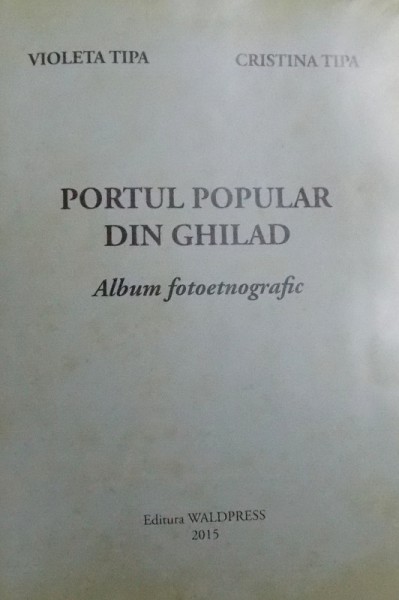 VIOLETA TIPA CRISTINA TIPA
PORTUL POPULAR
DIN GHILAD
Album fotoetnografic
Editura WALDPRESS
2015